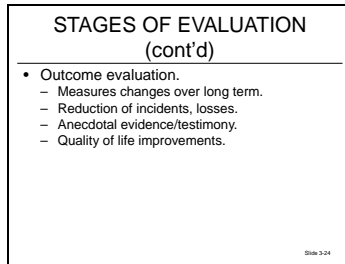 STAGES OF EVALUATION
(cont'd)
• Outcome evaluation.
– Measures changes over long term.
– Reduction of incidents, losses.
– Anecdotal evidence/testimony.
– Quality of life improvements.
Slide 3-24